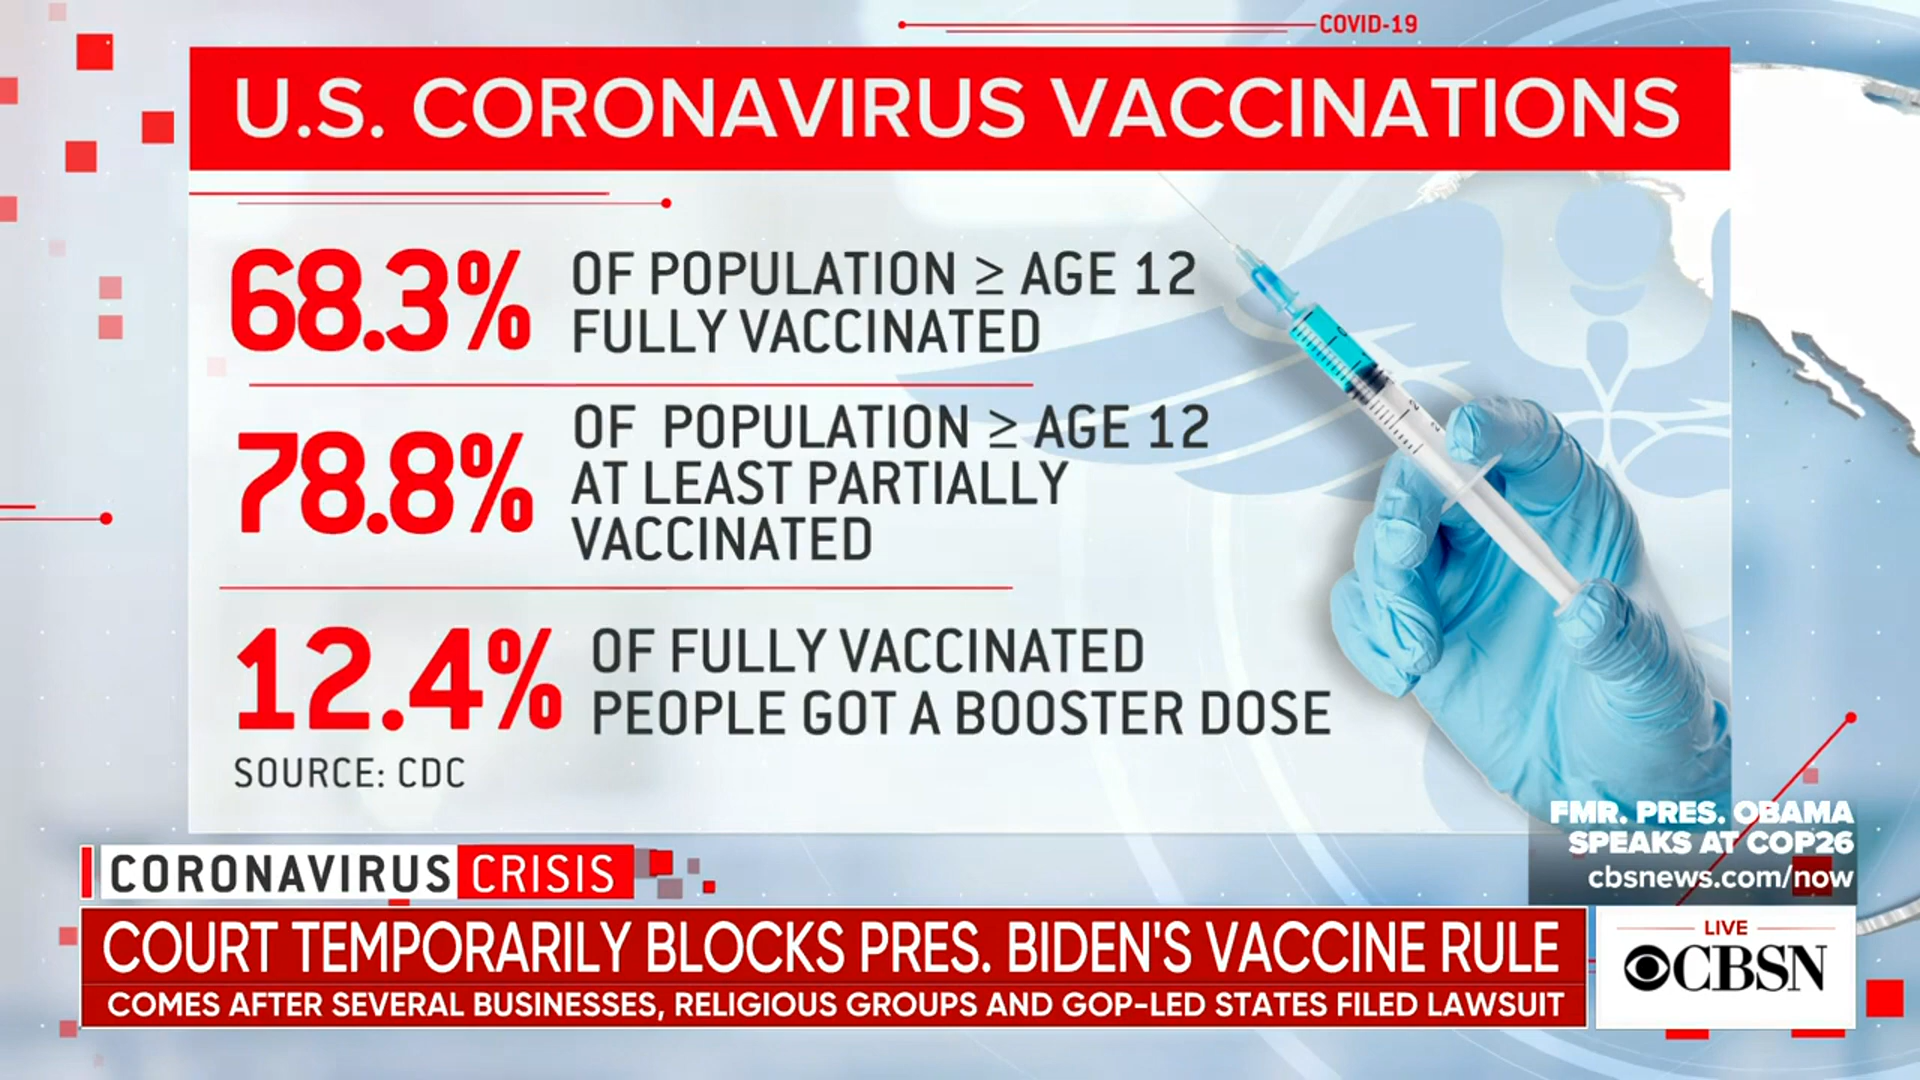 COVID-19
U.S. CORONAVIRUS VACCINATIONS
68.3% OF POPULATION ≥ AGE 12
FULLY VACCINATED
78.8% OF POPULATION ≥ AGE 12
AT LEAST PARTIALLY
VACCINATED
12.4% OF FULLY VACCINATED
PEOPLE GOT A BOOSTER DOSE
SOURCE: CDC
FMR. PRES. OBAMA
SPEAKS AT COP26
cbsnews.com/now
CORONAVIRUS CRISIS
COURT TEMPORARILY BLOCKS PRES. BIDEN'S VACCINE RULE
COMES AFTER SEVERAL BUSINESSES, RELIGIOUS GROUPS AND GOP-LED STATES FILED LAWSUIT
LIVE
CBSN